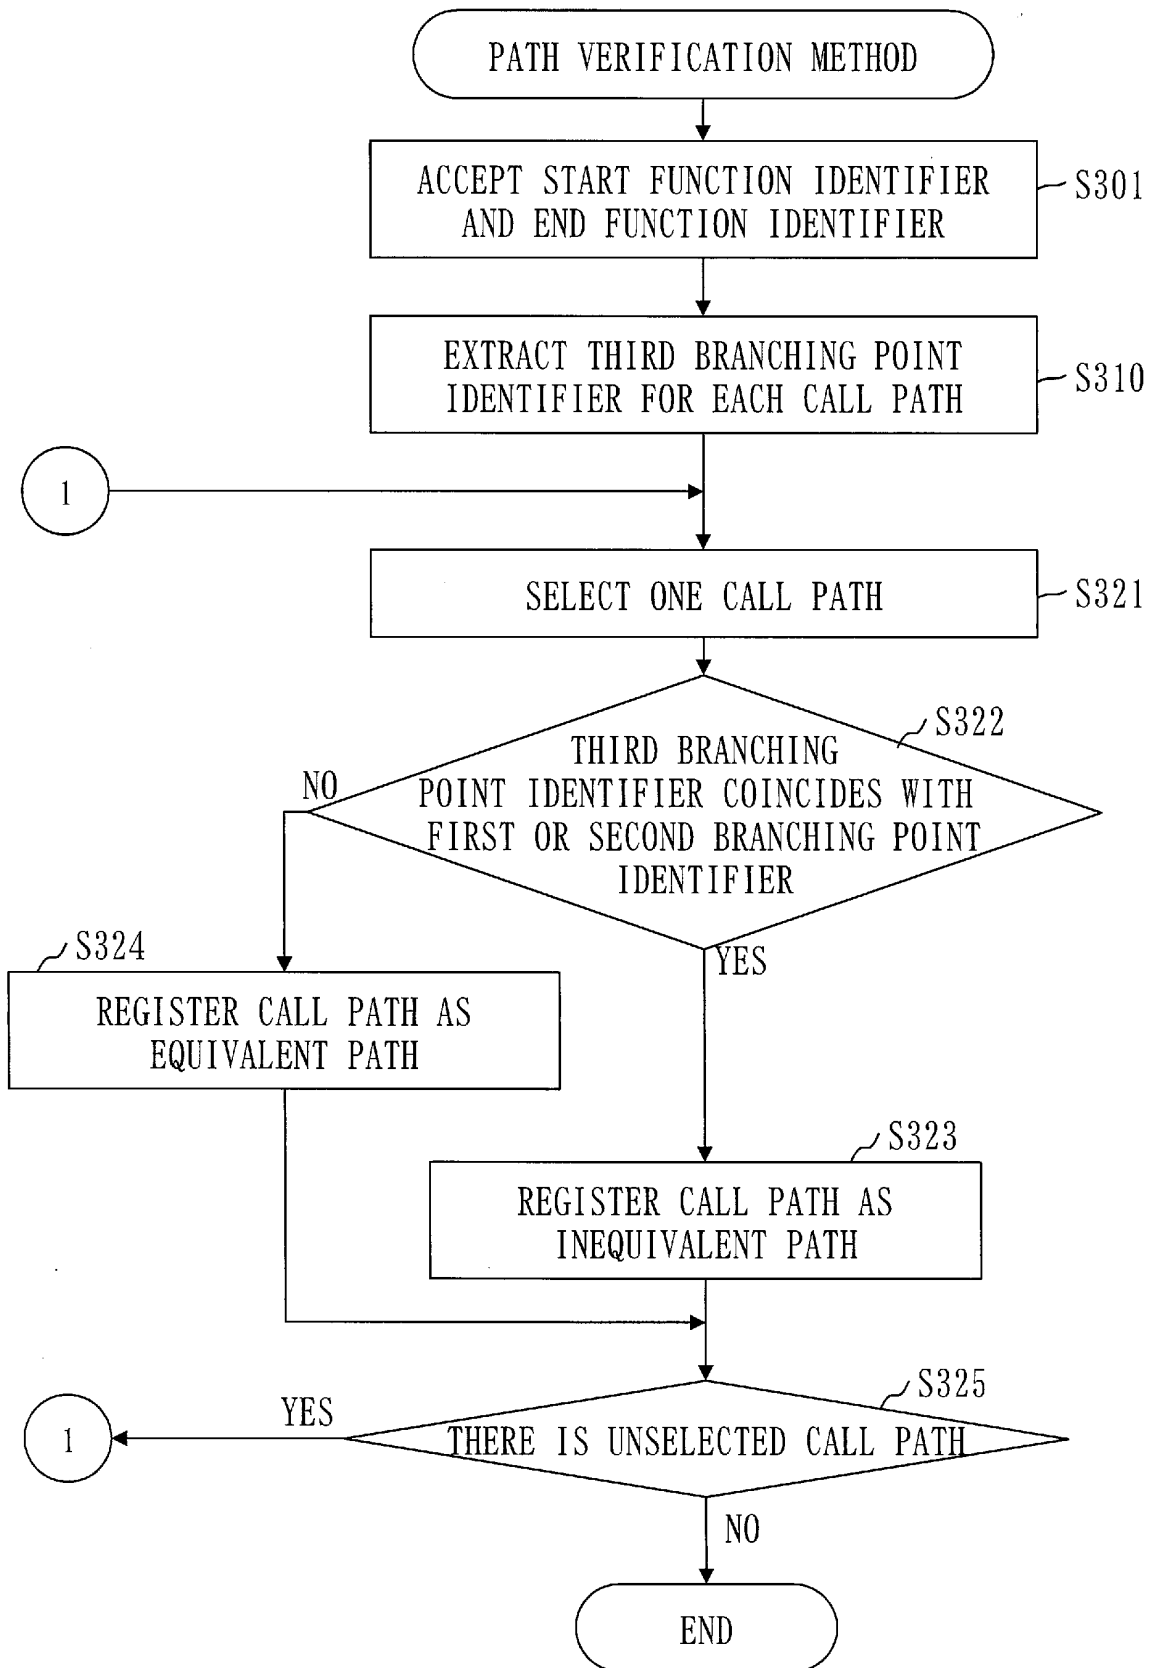 PATH VERIFICATION METHOD
ACCEPT START FUNCTION IDENTIFIER
AND END FUNCTION IDENTIFIER
S301
EXTRACT THIRD BRANCHING POINT
IDENTIFIER FOR EACH CALL PATH
S310
1
SELECT ONE CALL PATH
S321
S322
THIRD BRANCHING
POINT IDENTIFIER COINCIDES WITH
FIRST OR SECOND BRANCHING POINT
IDENTIFIER
NO
YES
S324
REGISTER CALL PATH AS
EQUIVALENT PATH
S323
REGISTER CALL PATH AS
INEQUIVALENT PATH
S325
THERE IS UNSELECTED CALL PATH
YES
1
NO
END